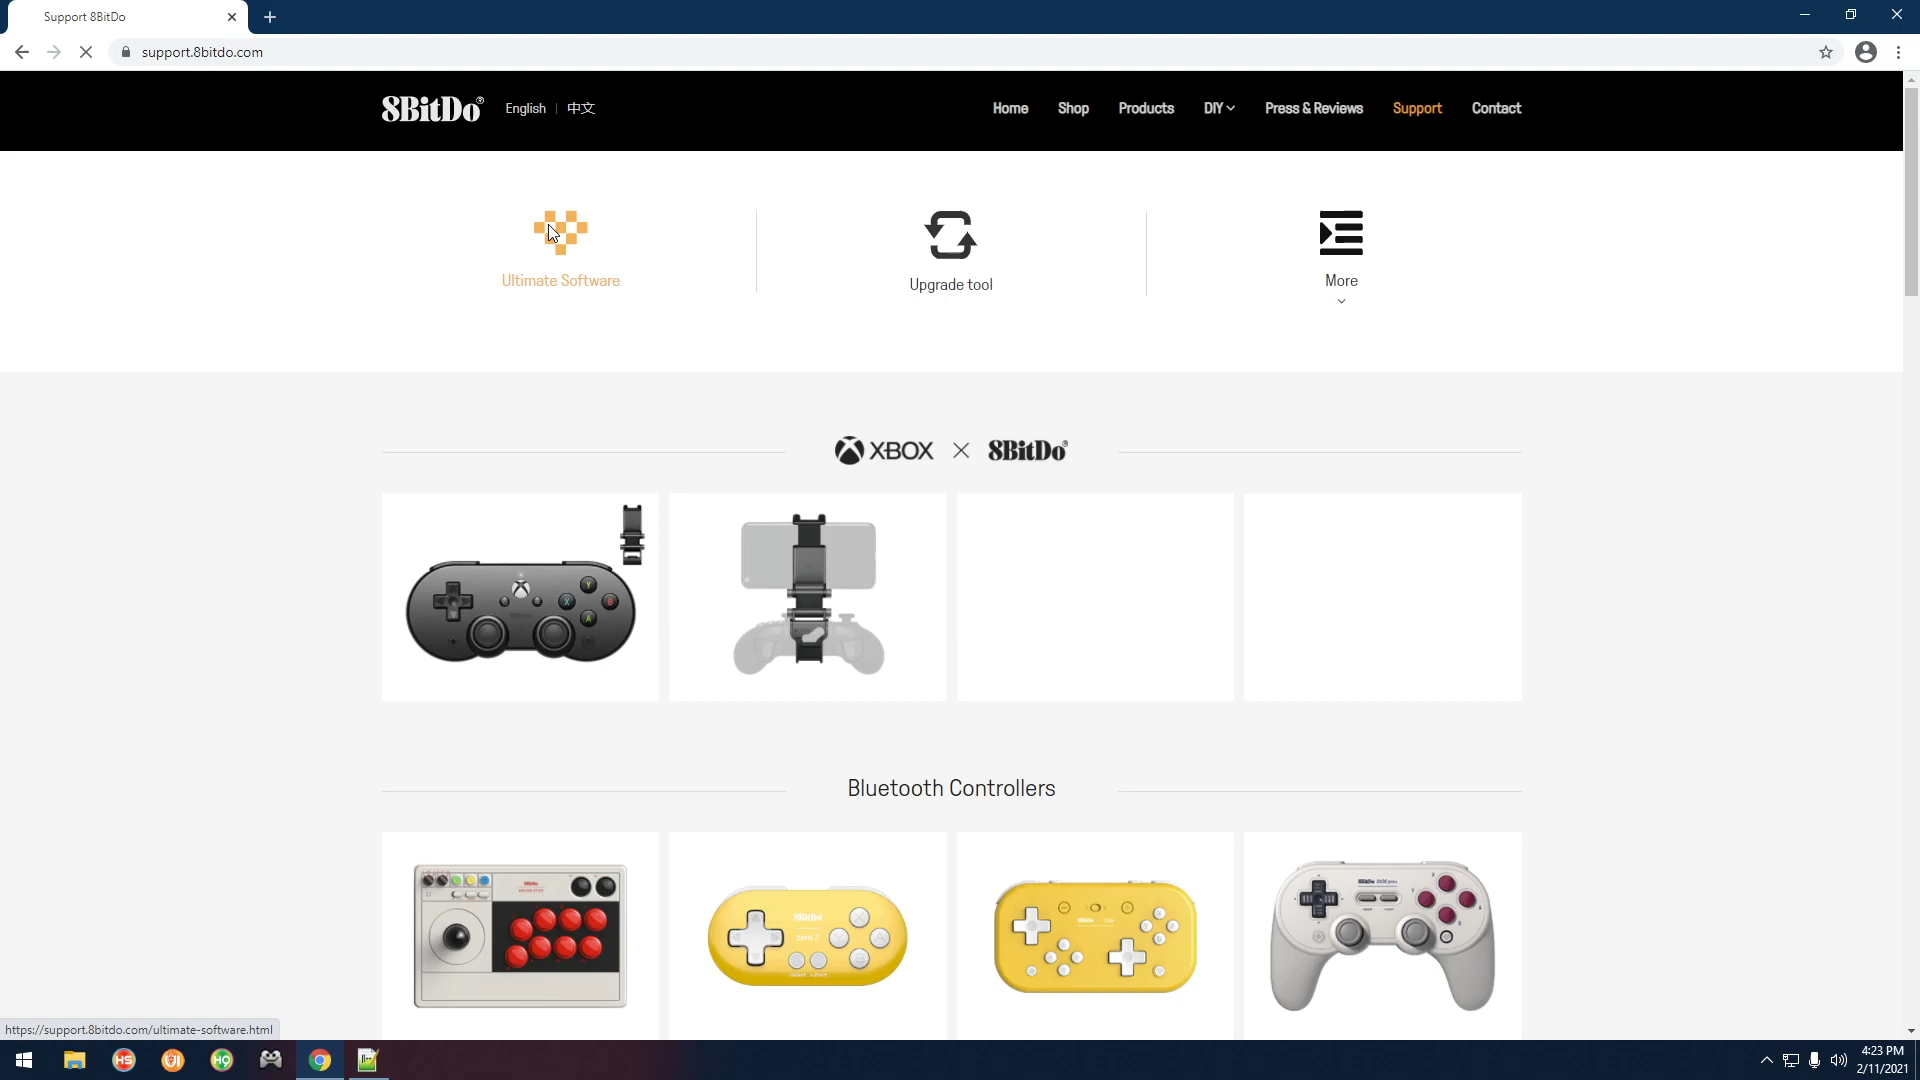 Support 8BitDo
support.8bitdo.com
8BitDo
English | 中文
Home
Shop
Products
DIY
Press & Reviews
Support
Contact
Ultimate Software
Upgrade tool
More
XBOX
8BitDo
Bluetooth Controllers
https://support.8bitdo.com/ultimate-software.html
4:23 PM
2/11/2021